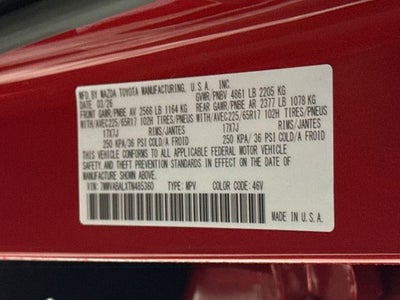 MFD. BY MAZDA TOYOTA MANUFACTURING, U.S.A. INC
DATE: 03/26 GVWR/PNBV 4861 LB 2205 KG
GAWR FRT/PNBE AV 2566 LB 1164 KG REAR GAWR/PNBE AR 2377 LB 1078 KG
WITH/AVEC225/65R17 102H TIRES/PNEUS WITH/AVEC225/65R17 102H TIRES/PNEUS
17X7J RIMS/JANTES 17X7J RIMS/JANTES
250 KPA/36 PSI COLD/A FROID 250 KPA/36 PSI COLD/A FROID
THIS VEHICLE CONFORMS TO ALL APPLICABLE FEDERAL MOTOR VEHICLE
SAFETY, AND THEFT PREVENTION STANDARDS IN EFFECT ON THE DATE OF
MANUFACTURE SHOWN ABOVE.
TYPE: MPV COLOR CODE: 46V
MADE IN U.S.A.